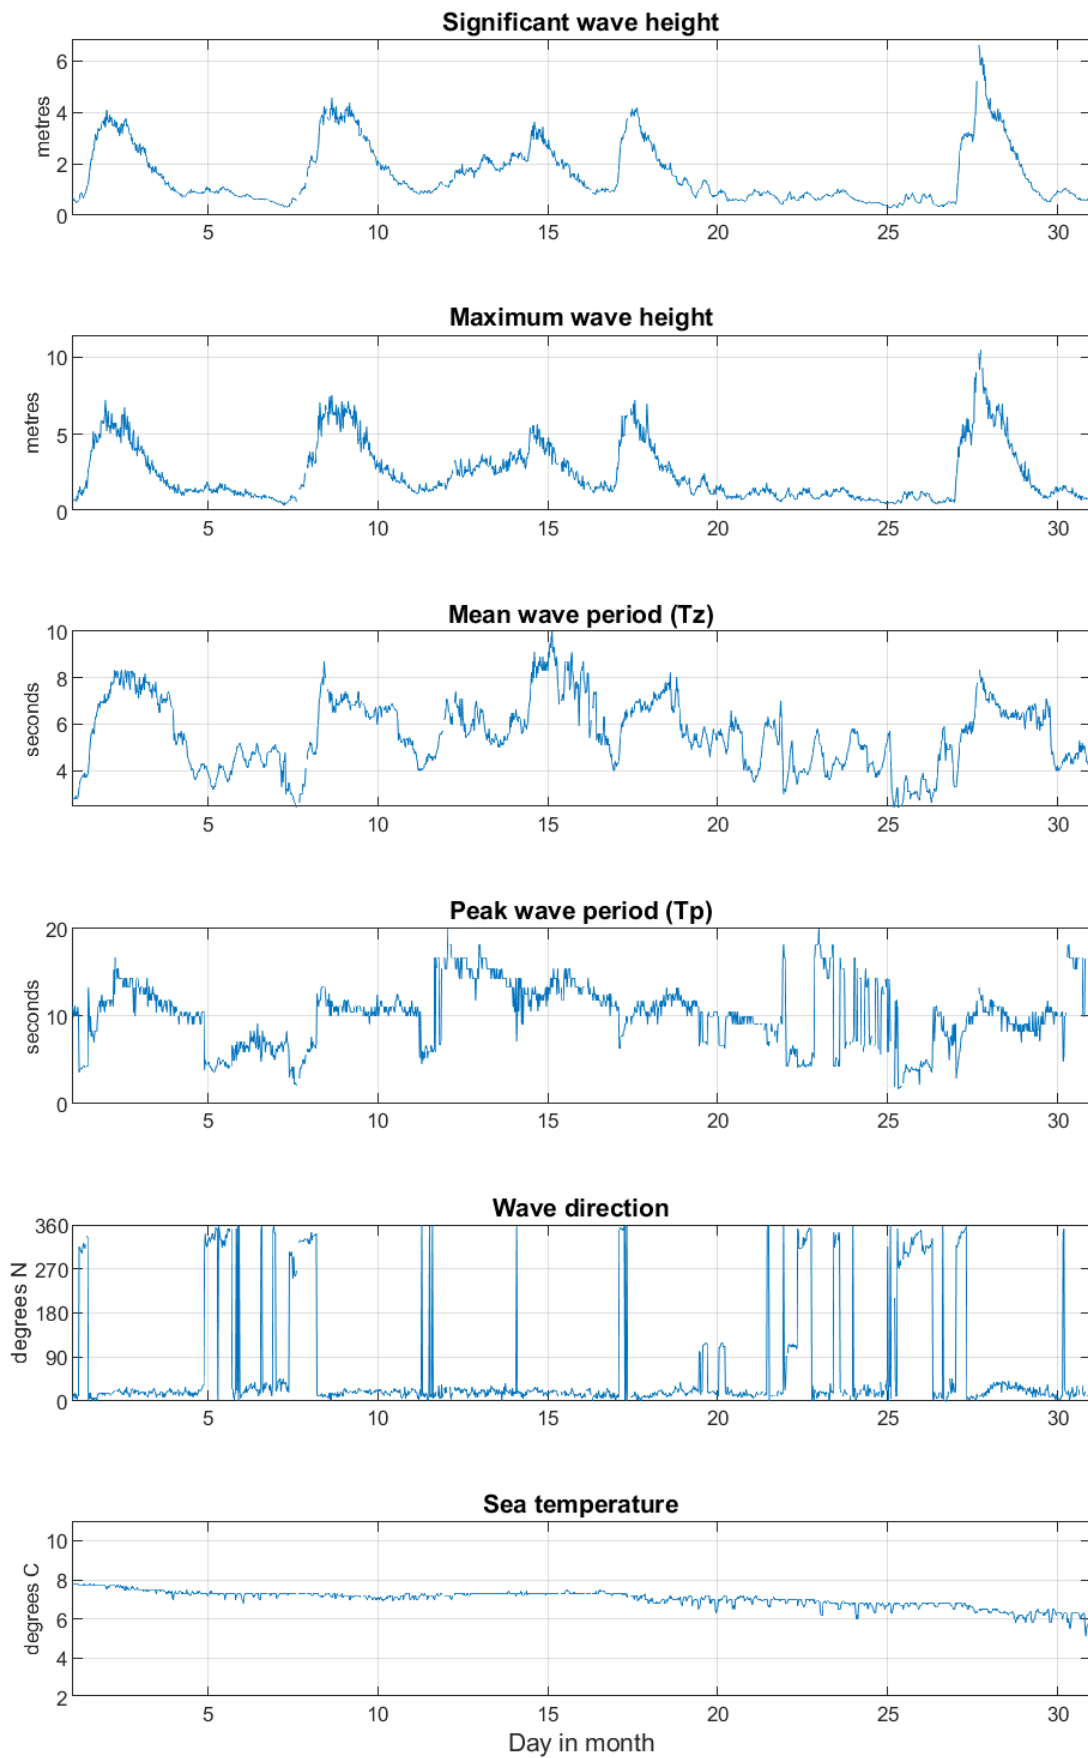 Significant wave height
6
4
2
0
metres
5 10 15 20 25 30
Maximum wave height
10
5
0
metres
5 10 15 20 25 30
Mean wave period (Tz)
10
8
6
4
seconds
5 10 15 20 25 30
Peak wave period (Tp)
20
10
0
seconds
5 10 15 20 25 30
Wave direction
360
270
180
90
0
degrees N
5 10 15 20 25 30
Sea temperature
10
8
6
4
2
degrees C
5 10 15 20 25 30
Day in month